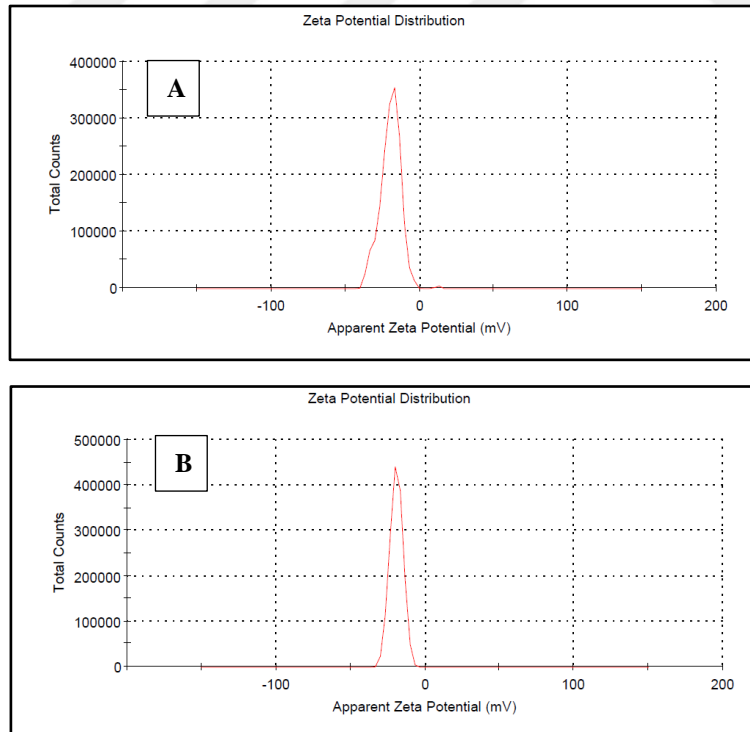 Zeta Potential Distribution
A
400000
300000
200000
100000
0
Total Counts
-100 0 100 200
Apparent Zeta Potential (mV)
Zeta Potential Distribution
B
500000
400000
300000
200000
100000
0
Total Counts
-100 0 100 200
Apparent Zeta Potential (mV)